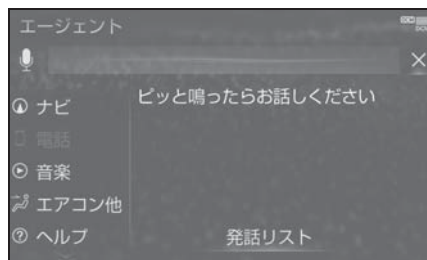 エージェント
ピッと鳴ったらお話しください
ナビ
電話
音楽
エアコン他
ヘルプ
発話リスト